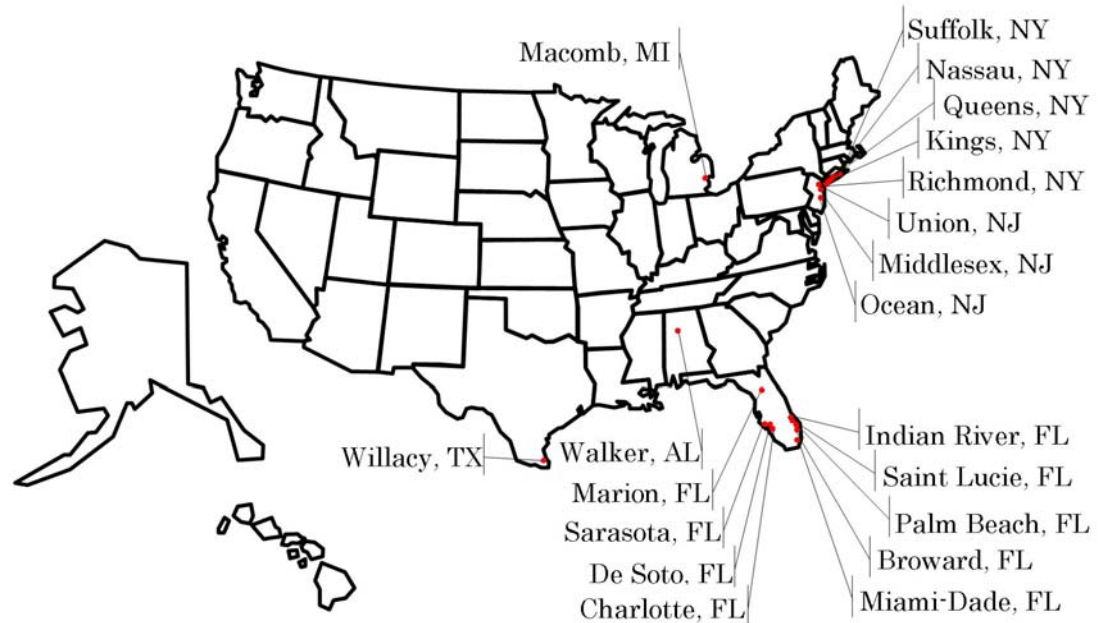 Suffolk, NY
Macomb, MI
Nassau, NY
Queens, NY
Kings, NY
Richmond, NY
Union, NJ
Middlesex, NJ
Ocean, NJ
Indian River, FL
Willacy, TX
Walker, AL
Saint Lucie, FL
Marion, FL
Palm Beach, FL
Sarasota, FL
Broward, FL
De Soto, FL
Miami-Dade, FL
Charlotte, FL